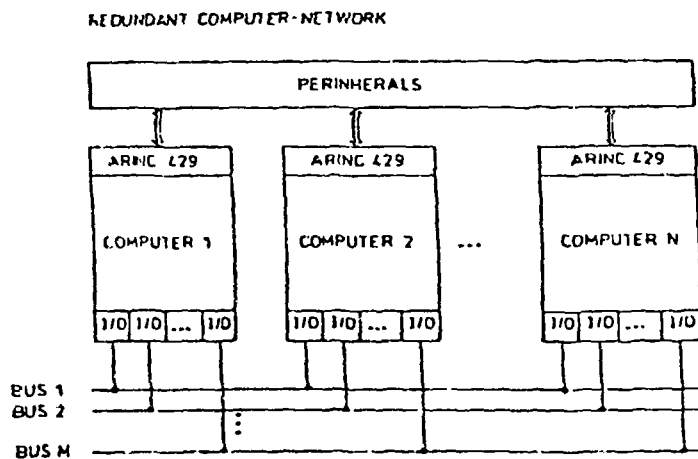 REDUNDANT COMPUTER-NETWORK
PERINHERALS
ARINC 429 ARINC 429 ARINC 429
COMPUTER 1 COMPUTER 2 ... COMPUTER N
I/O I/O ... I/O I/O I/O ... I/O I/O I/O ... I/O
BUS 1
BUS 2
BUS M